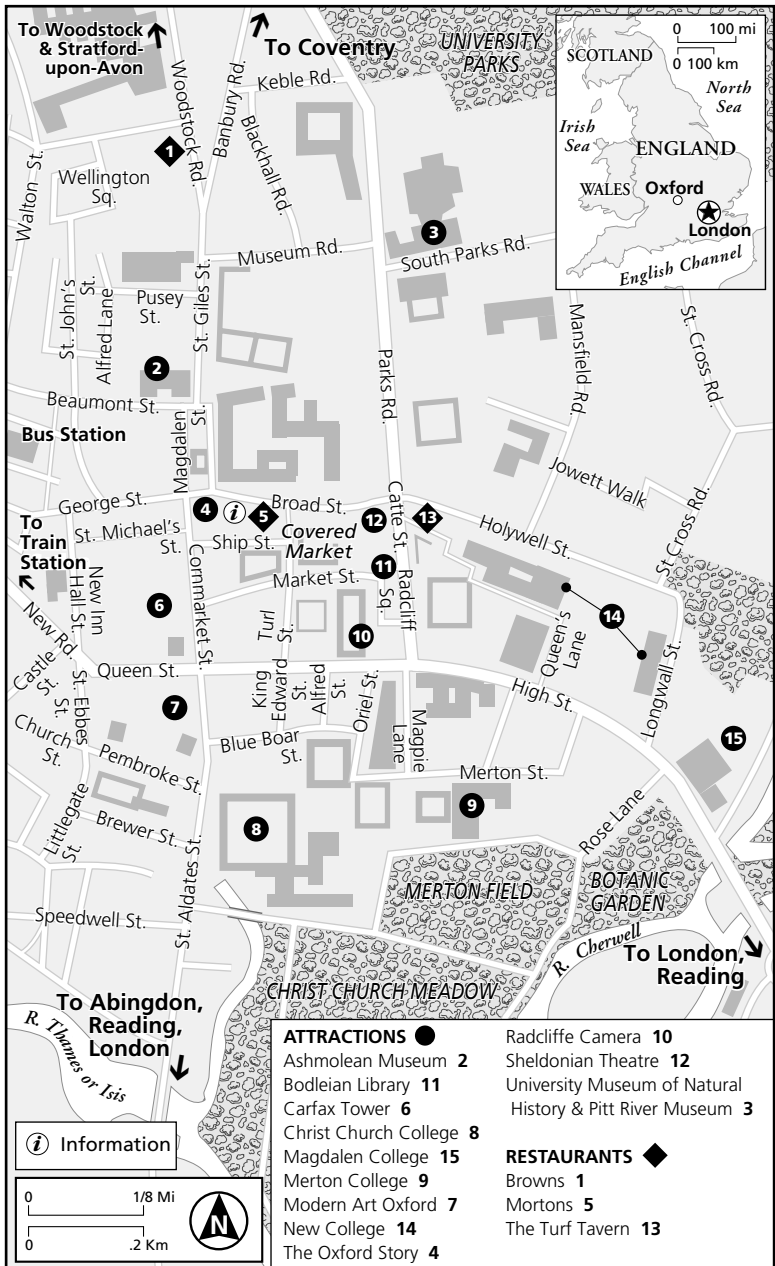 To Woodstock
& Stratford-
upon-Avon
To Coventry
UNIVERSITY
PARKS
Keble Rd.
Woodstock Rd.
Banbury Rd.
Blackhall Rd.
Walton St.
1
Wellington
Sq.
3
Museum Rd.
South Parks Rd.
0 100 mi
0 100 km
SCOTLAND
North
Sea
Irish
Sea
ENGLAND
WALES
Oxford
London
English Channel
St. John's
St.
Alfred Lane
Pusey
St.
St. Giles St.
2
Parks Rd.
Mansfield Rd.
St. Cross Rd.
Beaumont St.
Magdalen
St.
Bus Station
Jowett Walk
St Cross Rd.
George St.
4
i
5
Broad St.
12
Catte St.
13
Holywell St.
To
Train
Station
St. Michael's
St.
Ship St.
Covered
Market
11
New Inn
Hall St.
6
Cornmarket St.
Market St.
Turl
St.
10
Radcliff
Sq.
Queen's
Lane
14
Longwall St.
New Rd.
Castle
St.
Queen St.
St. Ebbes
St.
7
King
Edward
St.
Alfred
St.
Oriel St.
Magpie
Lane
High St.
15
Church
St.
Pembroke St.
Blue Boar
St.
Merton St.
9
Rose Lane
Littlegate
St.
Brewer St.
8
St. Aldates St.
MERTON FIELD
BOTANIC
GARDEN
Speedwell St.
R. Cherwell
To London,
Reading
CHRIST CHURCH MEADOW
To Abingdon,
Reading,
London
R. Thames or Isis
i Information
0 1/8 Mi
0 .2 Km
N
ATTRACTIONS
Ashmolean Museum 2
Bodleian Library 11
Carfax Tower 6
Christ Church College 8
Magdalen College 15
Merton College 9
Modern Art Oxford 7
New College 14
The Oxford Story 4
Radcliffe Camera 10
Sheldonian Theatre 12
University Museum of Natural
History & Pitt River Museum 3
RESTAURANTS
Browns 1
Mortons 5
The Turf Tavern 13